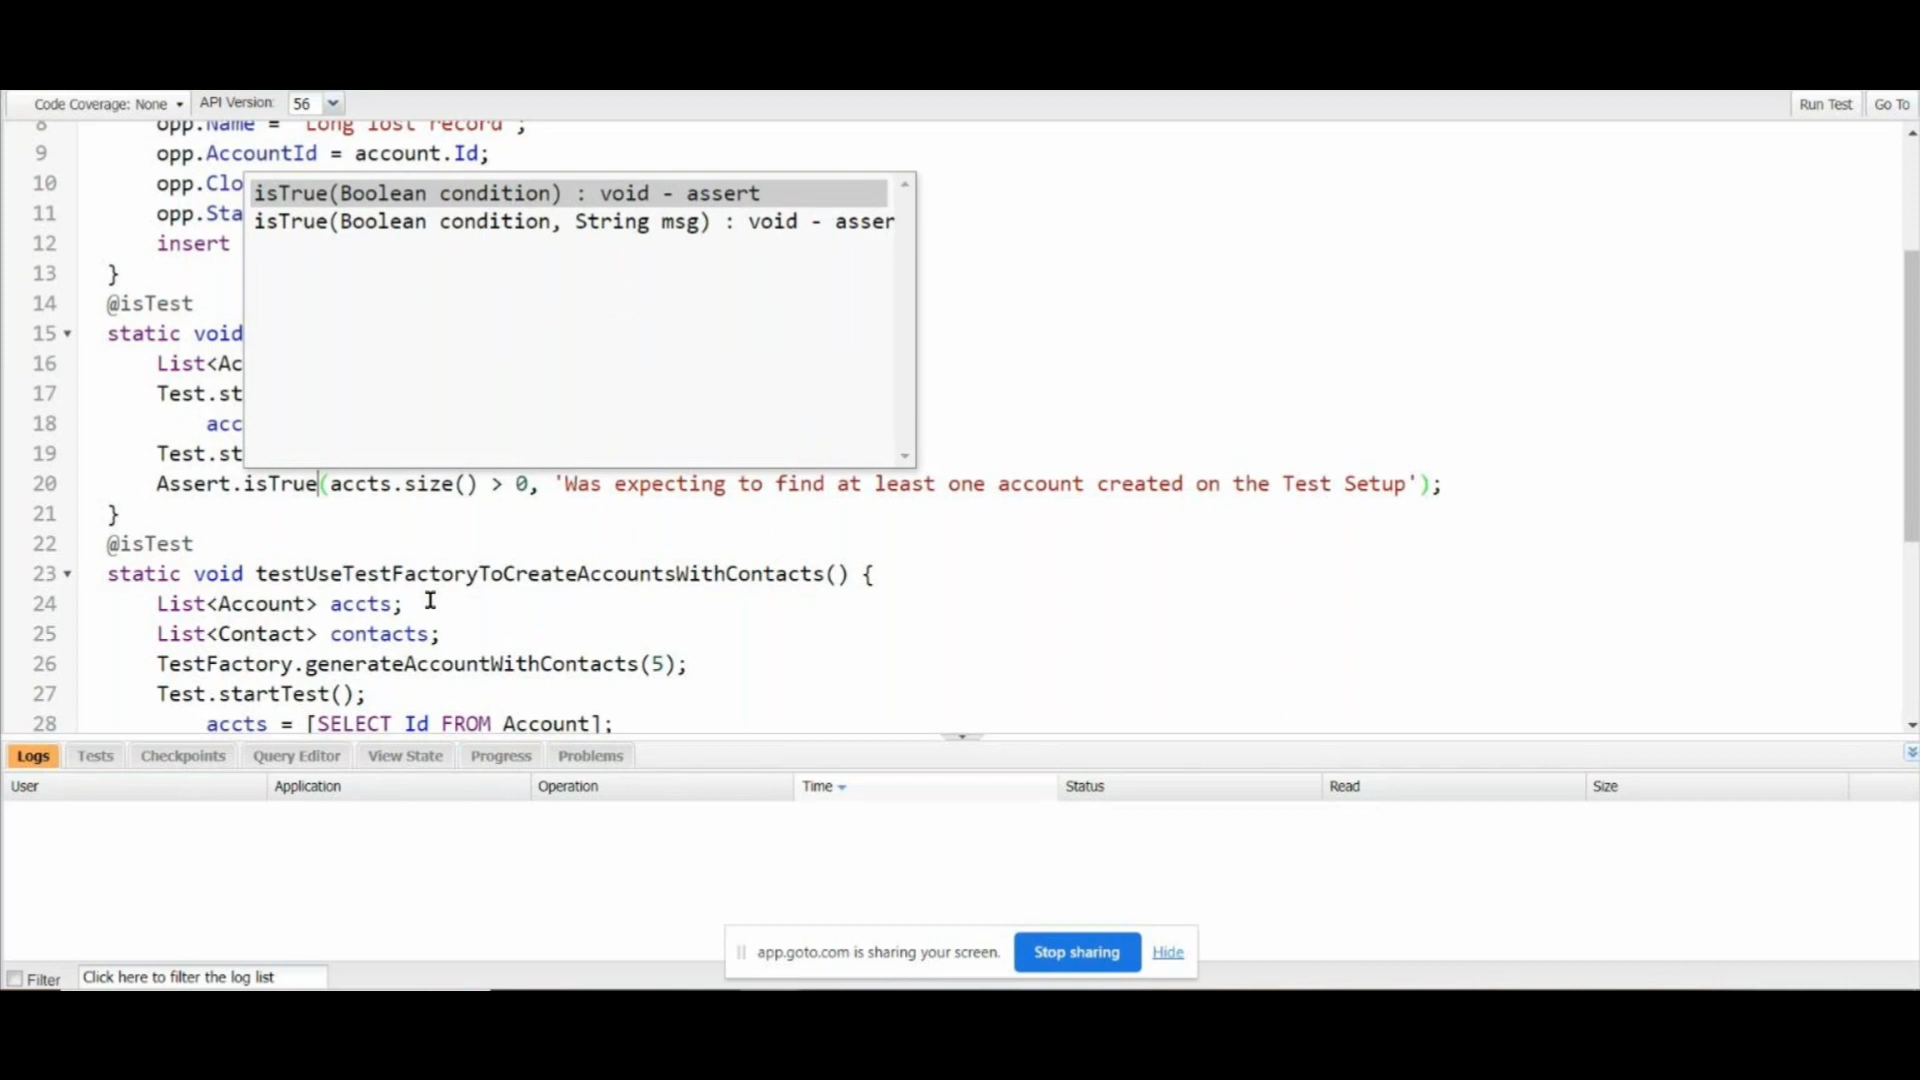 Code Coverage: None API Version: 56 Run Test Go To
8 opp.Name = 'Long lost record';
9 opp.AccountId = account.Id;
10 opp.Clo
11 opp.Sta
12 insert
13 }
14 @isTest
15 static void
16 List<Ac
17 Test.st
18 acc
19 Test.st
isTrue(Boolean condition) : void - assert
isTrue(Boolean condition, String msg) : void - asser
20 Assert.isTrue(accts.size() > 0, 'Was expecting to find at least one account created on the Test Setup');
21 }
22 @isTest
23 static void testUseTestFactoryToCreateAccountsWithContacts() {
24 List<Account> accts;
25 List<Contact> contacts;
26 TestFactory.generateAccountWithContacts(5);
27 Test.startTest();
28 accts = [SELECT Id FROM Account];
Logs Tests Checkpoints Query Editor View State Progress Problems
User Application Operation Time Status Read Size
app.goto.com is sharing your screen. Stop sharing Hide
Filter Click here to filter the log list